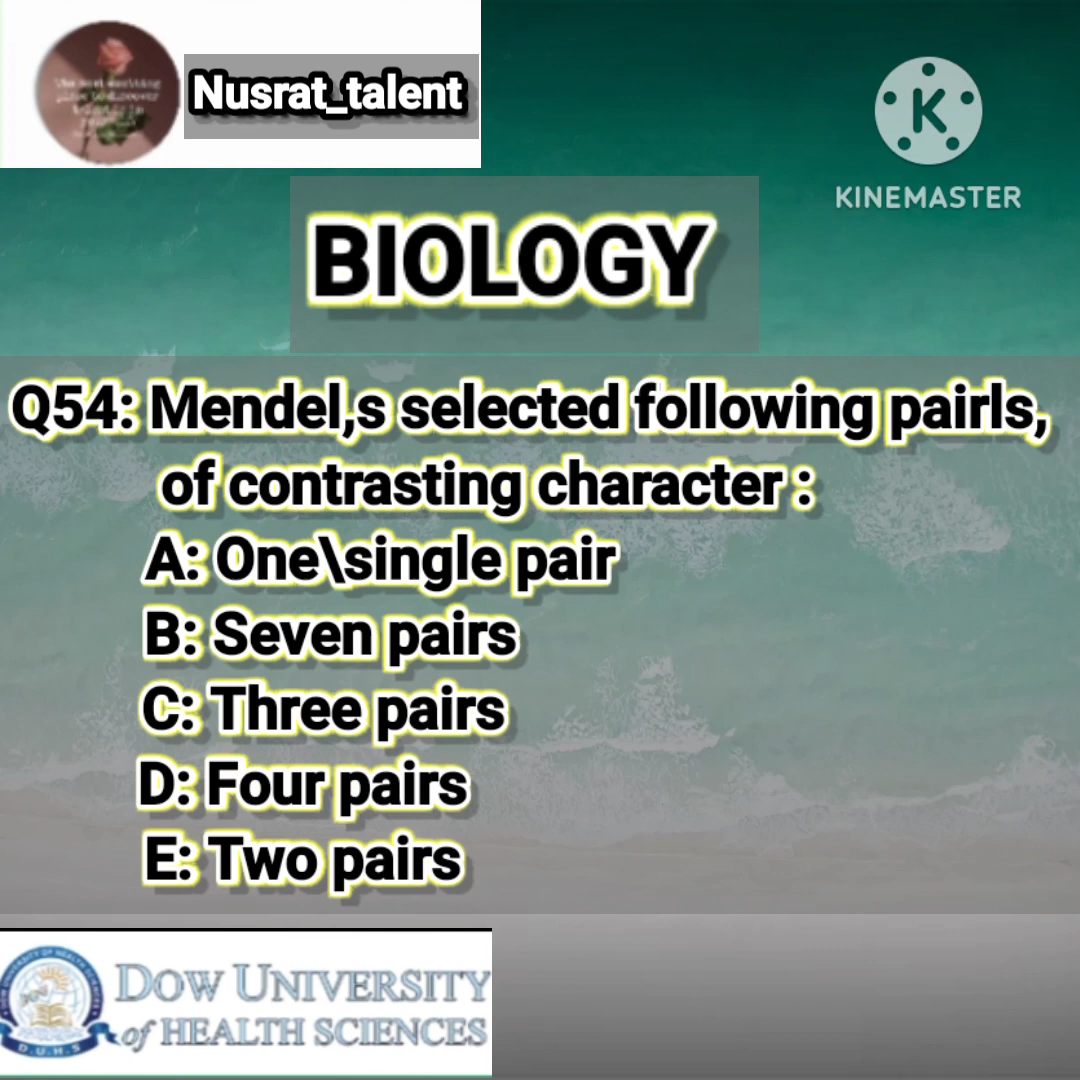 Nusrat_talent
K
KINEMASTER
BIOLOGY
Q54: Mendel,s selected following pairls,
of contrasting character :
A: One\single pair
B: Seven pairs
C: Three pairs
D: Four pairs
E: Two pairs
DOW UNIVERSITY
of HEALTH SCIENCES
D.U.H.S